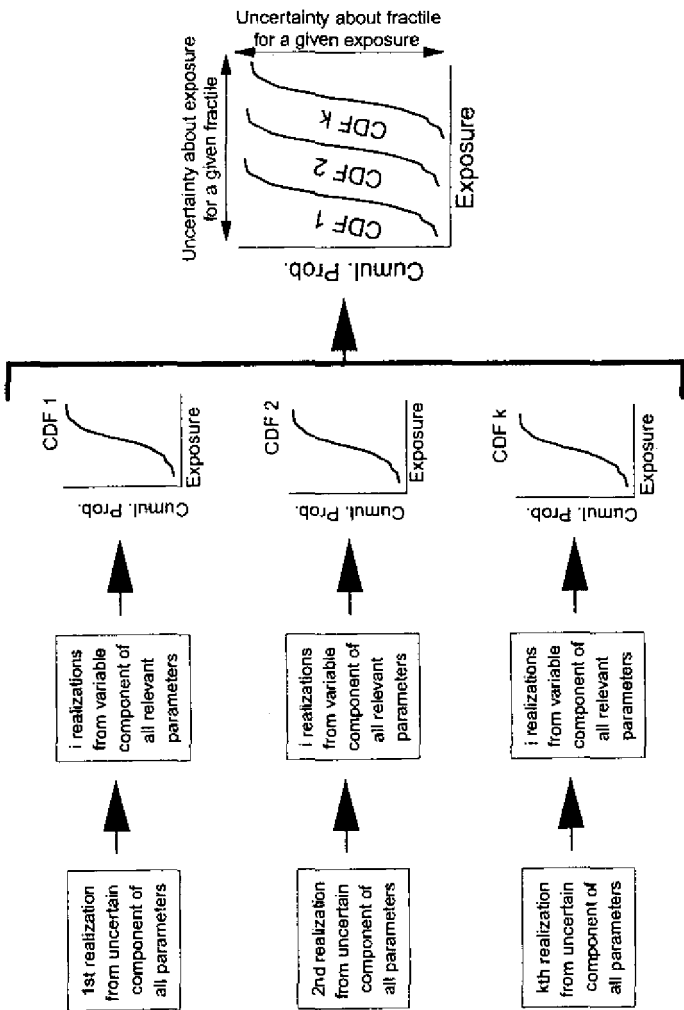 Uncertainty about fractile
for a given exposure
Uncertainty about exposure
for a given fractile
Cumul. Prob.
CDF 1
CDF 2
CDF k
Exposure
CDF 1
Cumul. Prob.
Exposure
CDF 2
Cumul. Prob.
Exposure
CDF k
Cumul. Prob.
Exposure
i realizations
from variable
component of
all relevant
parameters
i realizations
from variable
component of
all relevant
parameters
i realizations
from variable
component of
all relevant
parameters
1st realization
from uncertain
component of
all parameters
2nd realization
from uncertain
component of
all parameters
kth realization
from uncertain
component of
all parameters